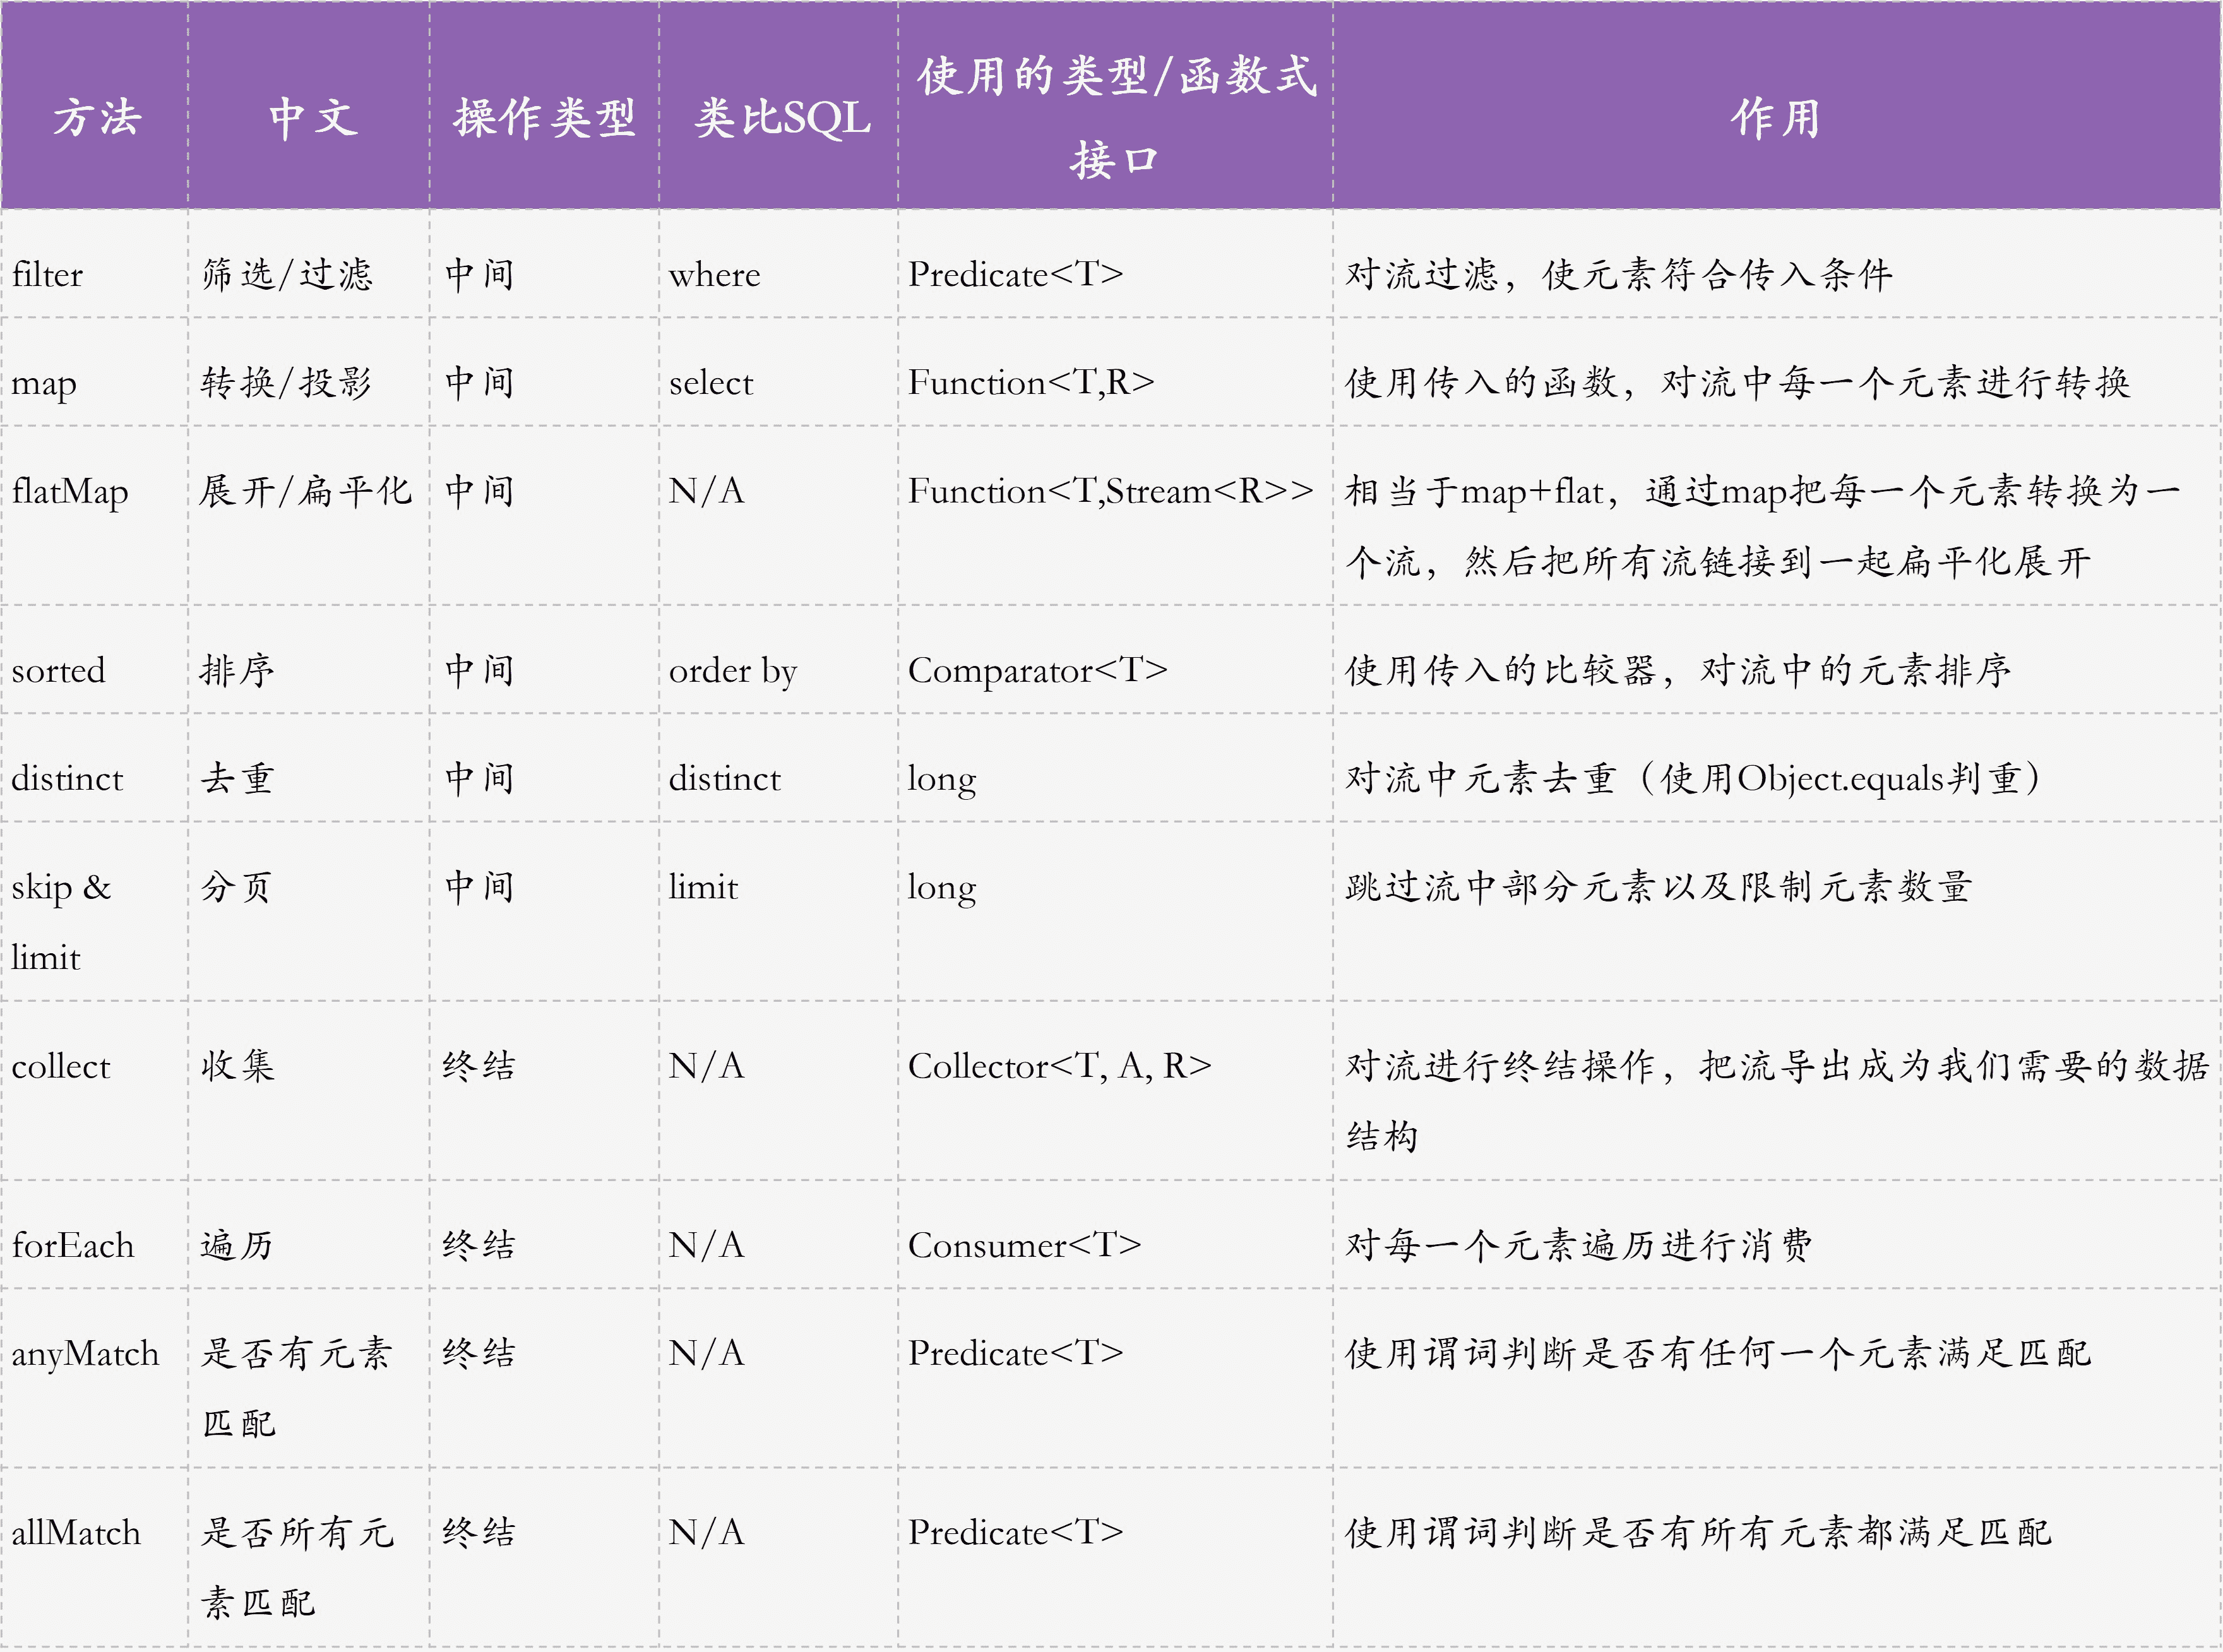 方法 中文 操作类型 类比SQL 使用的类型/函数式 作用
接口
filter 筛选/过滤 中间 where Predicate<T> 对流过滤，使元素符合传入条件
map 转换/投影 中间 select Function<T,R> 使用传入的函数，对流中每一个元素进行转换
flatMap 展开/扁平化 中间 N/A Function<T,Stream<R>> 相当于map+flat，通过map把每一个元素转换为一
个流，然后把所有流链接到一起扁平化展开
sorted 排序 中间 order by Comparator<T> 使用传入的比较器，对流中的元素排序
distinct 去重 中间 distinct long 对流中元素去重（使用Object.equals判重）
skip & 分页 中间 limit long 跳过流中部分元素以及限制元素数量
limit
collect 收集 终结 N/A Collector<T, A, R> 对流进行终结操作，把流导出成为我们需要的数据
结构
forEach 遍历 终结 N/A Consumer<T> 对每一个元素遍历进行消费
anyMatch 是否有元素 终结 N/A Predicate<T> 使用谓词判断是否有任何一个元素满足匹配
匹配
allMatch 是否所有元 终结 N/A Predicate<T> 使用谓词判断是否有所有元素都满足匹配
素匹配